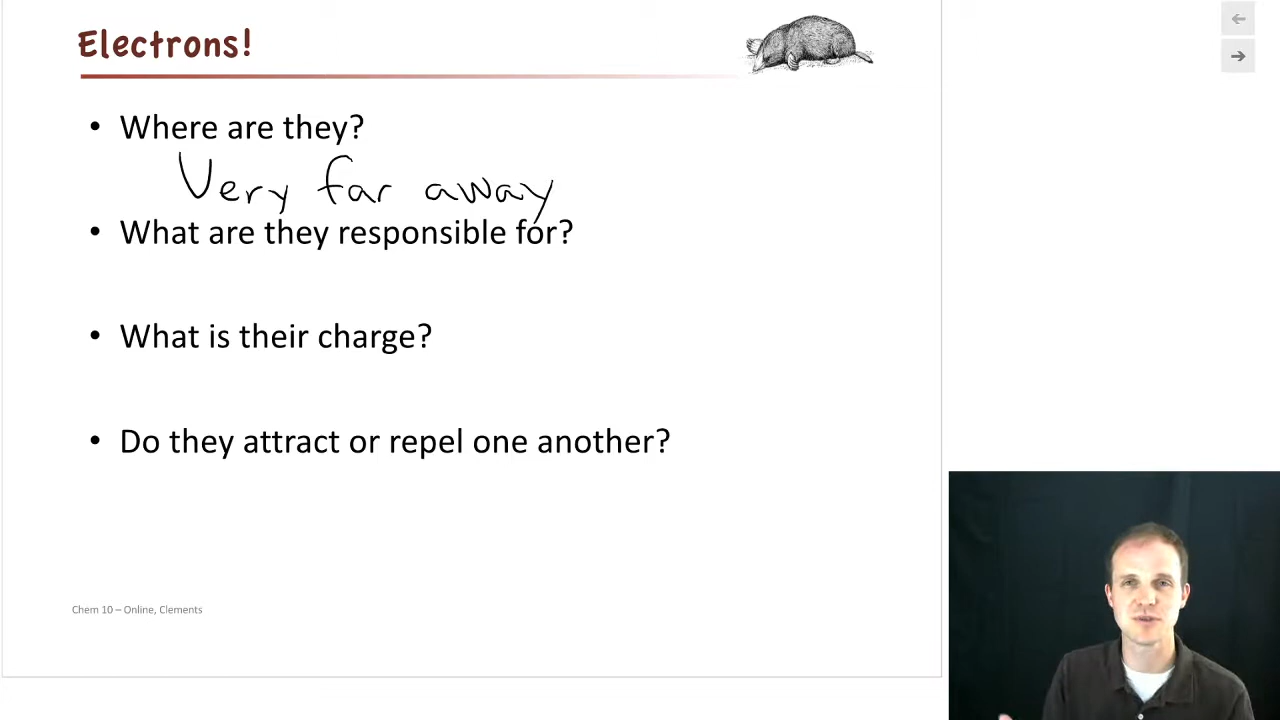 Electrons!
• Where are they?
Very far away
• What are they responsible for?
• What is their charge?
• Do they attract or repel one another?
Chem 10 – Online, Clements